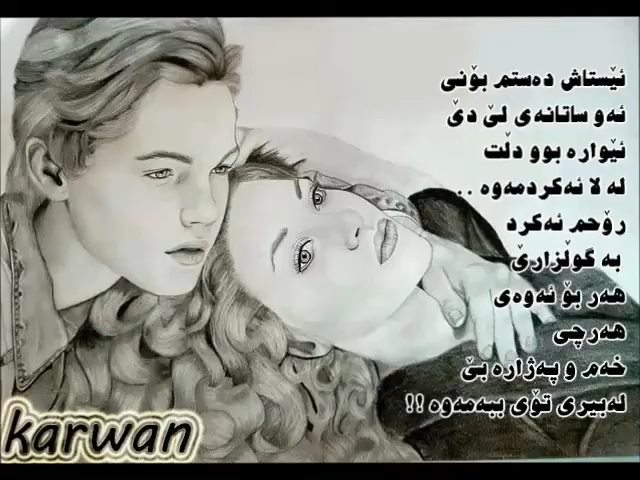 ئێستاش دەستم بۆنی
ئەو ساتانەی لێ دێ
ئێوارە بوو دڵت
لە لا ئەکردمەوە . .
رۆحم ئەکرد
بە گوڵزارێ
هەر بۆ ئەوەی
هەرچی
خەم و پەژارە بێ
لەبیری تۆی ببەمەوە !!
karwan